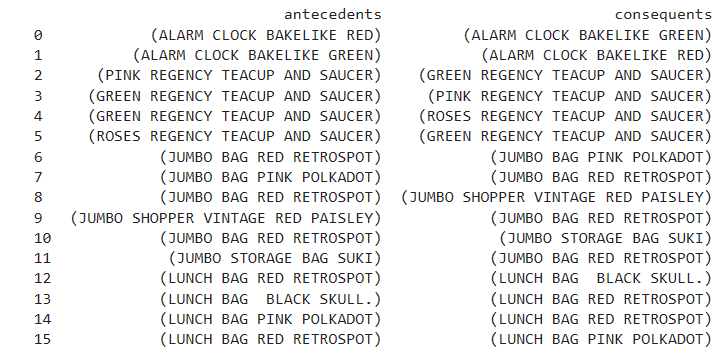 antecedents consequents
0 (ALARM CLOCK BAKELIKE RED) (ALARM CLOCK BAKELIKE GREEN)
1 (ALARM CLOCK BAKELIKE GREEN) (ALARM CLOCK BAKELIKE RED)
2 (PINK REGENCY TEACUP AND SAUCER) (GREEN REGENCY TEACUP AND SAUCER)
3 (GREEN REGENCY TEACUP AND SAUCER) (PINK REGENCY TEACUP AND SAUCER)
4 (GREEN REGENCY TEACUP AND SAUCER) (ROSES REGENCY TEACUP AND SAUCER)
5 (ROSES REGENCY TEACUP AND SAUCER) (GREEN REGENCY TEACUP AND SAUCER)
6 (JUMBO BAG RED RETROSPOT) (JUMBO BAG PINK POLKADOT)
7 (JUMBO BAG PINK POLKADOT) (JUMBO BAG RED RETROSPOT)
8 (JUMBO BAG RED RETROSPOT) (JUMBO SHOPPER VINTAGE RED PAISLEY)
9 (JUMBO SHOPPER VINTAGE RED PAISLEY) (JUMBO BAG RED RETROSPOT)
10 (JUMBO BAG RED RETROSPOT) (JUMBO STORAGE BAG SUKI)
11 (JUMBO STORAGE BAG SUKI) (JUMBO BAG RED RETROSPOT)
12 (LUNCH BAG RED RETROSPOT) (LUNCH BAG  BLACK SKULL.)
13 (LUNCH BAG  BLACK SKULL.) (LUNCH BAG RED RETROSPOT)
14 (LUNCH BAG PINK POLKADOT) (LUNCH BAG RED RETROSPOT)
15 (LUNCH BAG RED RETROSPOT) (LUNCH BAG PINK POLKADOT)